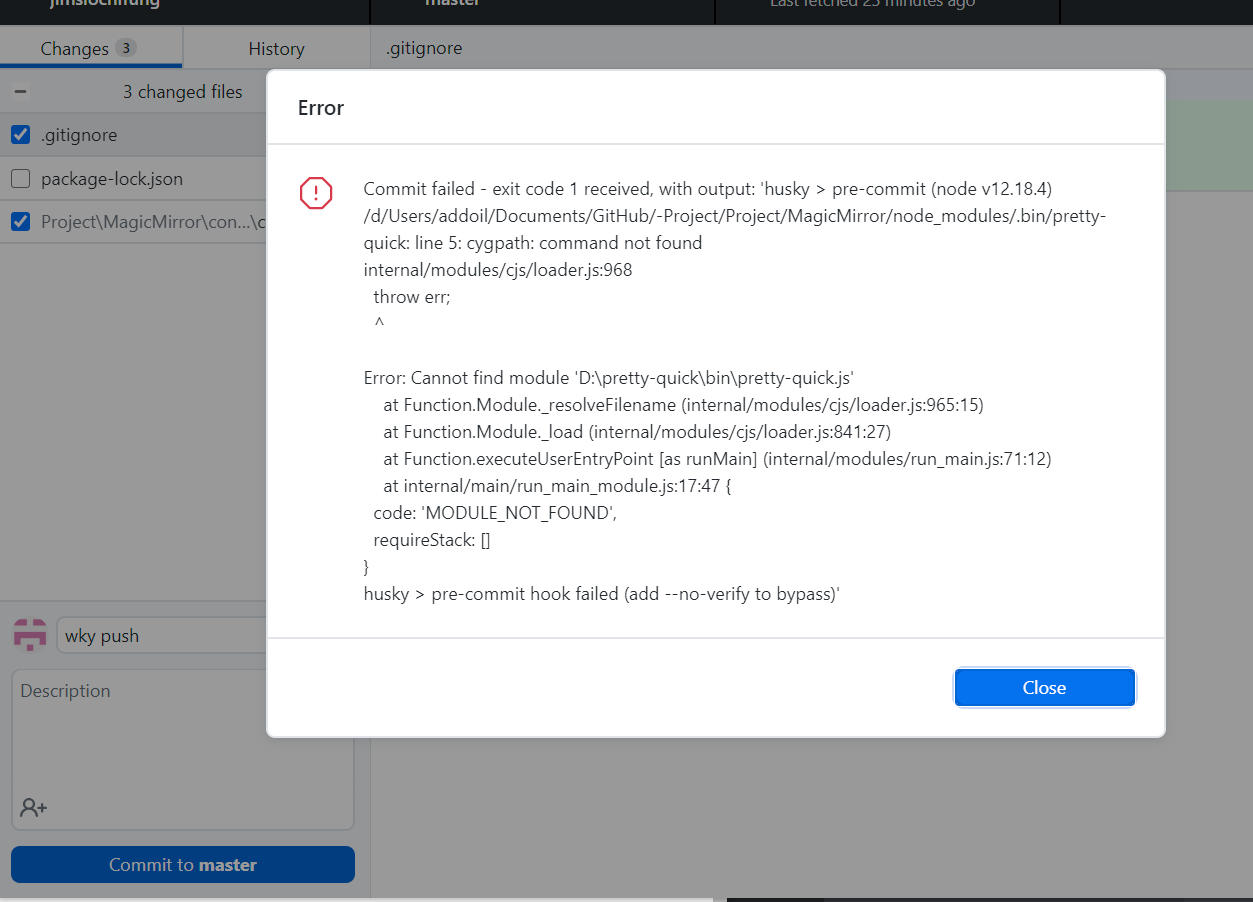 jimslochifung
master
Last fetched 25 minutes ago
Changes 3
History
.gitignore
3 changed files
.gitignore
package-lock.json
Project\MagicMirror\con...\c
Error
Commit failed - exit code 1 received, with output: 'husky > pre-commit (node v12.18.4)
/d/Users/addoil/Documents/GitHub/-Project/Project/MagicMirror/node_modules/.bin/pretty-
quick: line 5: cygpath: command not found
internal/modules/cjs/loader.js:968
throw err;
^
Error: Cannot find module 'D:\pretty-quick\bin\pretty-quick.js'
at Function.Module._resolveFilename (internal/modules/cjs/loader.js:965:15)
at Function.Module._load (internal/modules/cjs/loader.js:841:27)
at Function.executeUserEntryPoint [as runMain] (internal/modules/run_main.js:71:12)
at internal/main/run_main_module.js:17:47 {
code: 'MODULE_NOT_FOUND',
requireStack: []
}
husky > pre-commit hook failed (add --no-verify to bypass)'
Close
wky push
Description
Commit to master